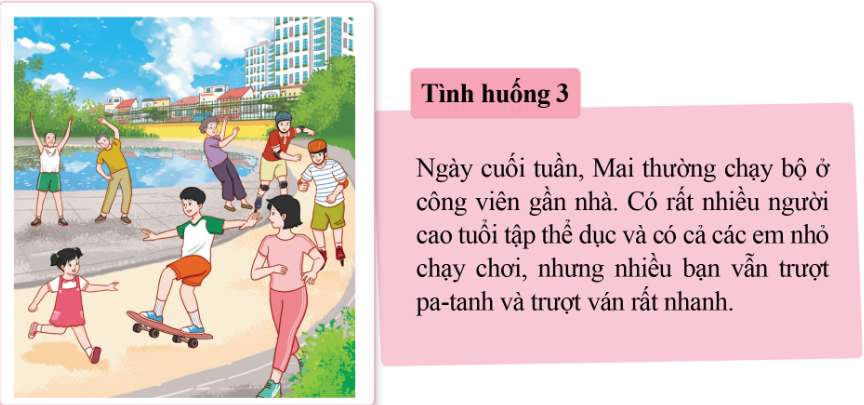 Tình huống 3
Ngày cuối tuần, Mai thường chạy bộ ở
công viên gần nhà. Có rất nhiều người
cao tuổi tập thể dục và có cả các em nhỏ
chạy chơi, nhưng nhiều bạn vẫn trượt
pa-tanh và trượt ván rất nhanh.